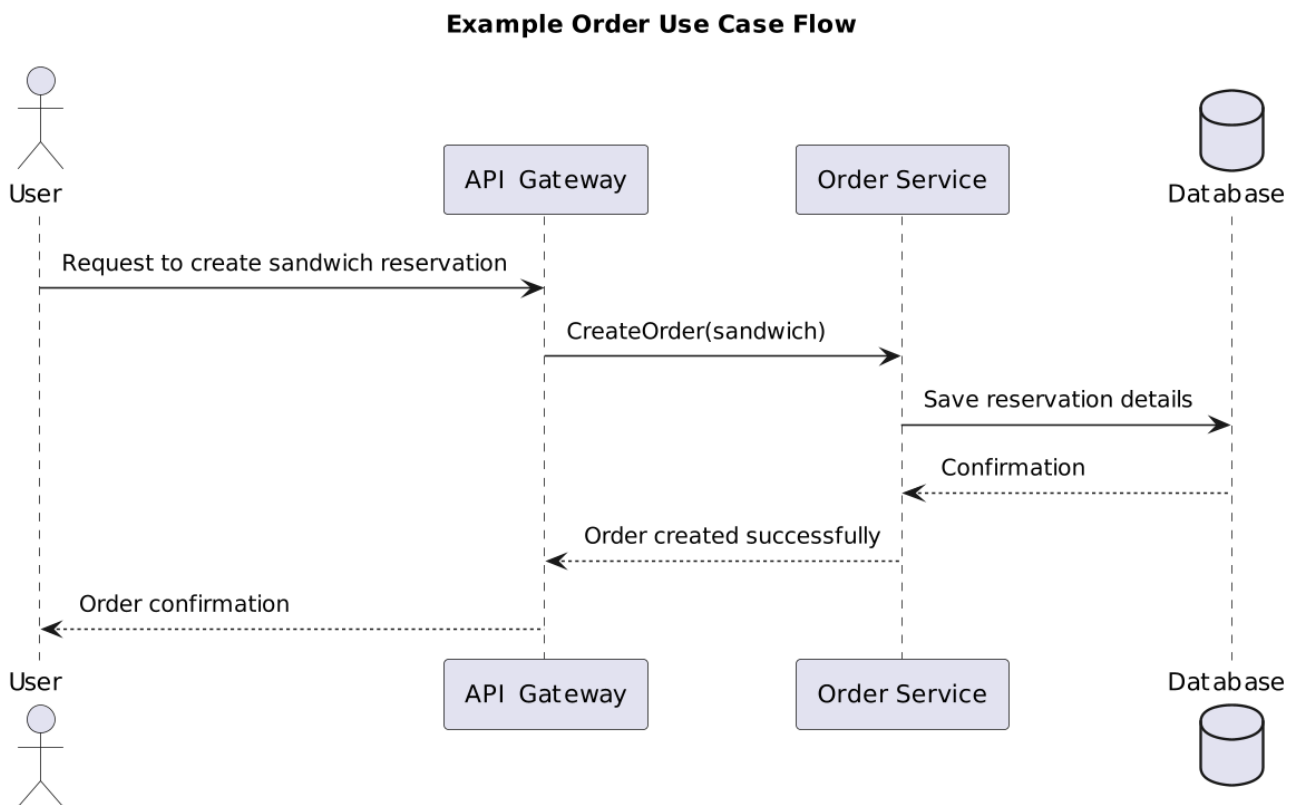 Example Order Use Case Flow
User
API Gateway
Order Service
Database
Request to create sandwich reservation
CreateOrder(sandwich)
Save reservation details
Confirmation
Order created successfully
Order confirmation
User
API Gateway
Order Service
Database